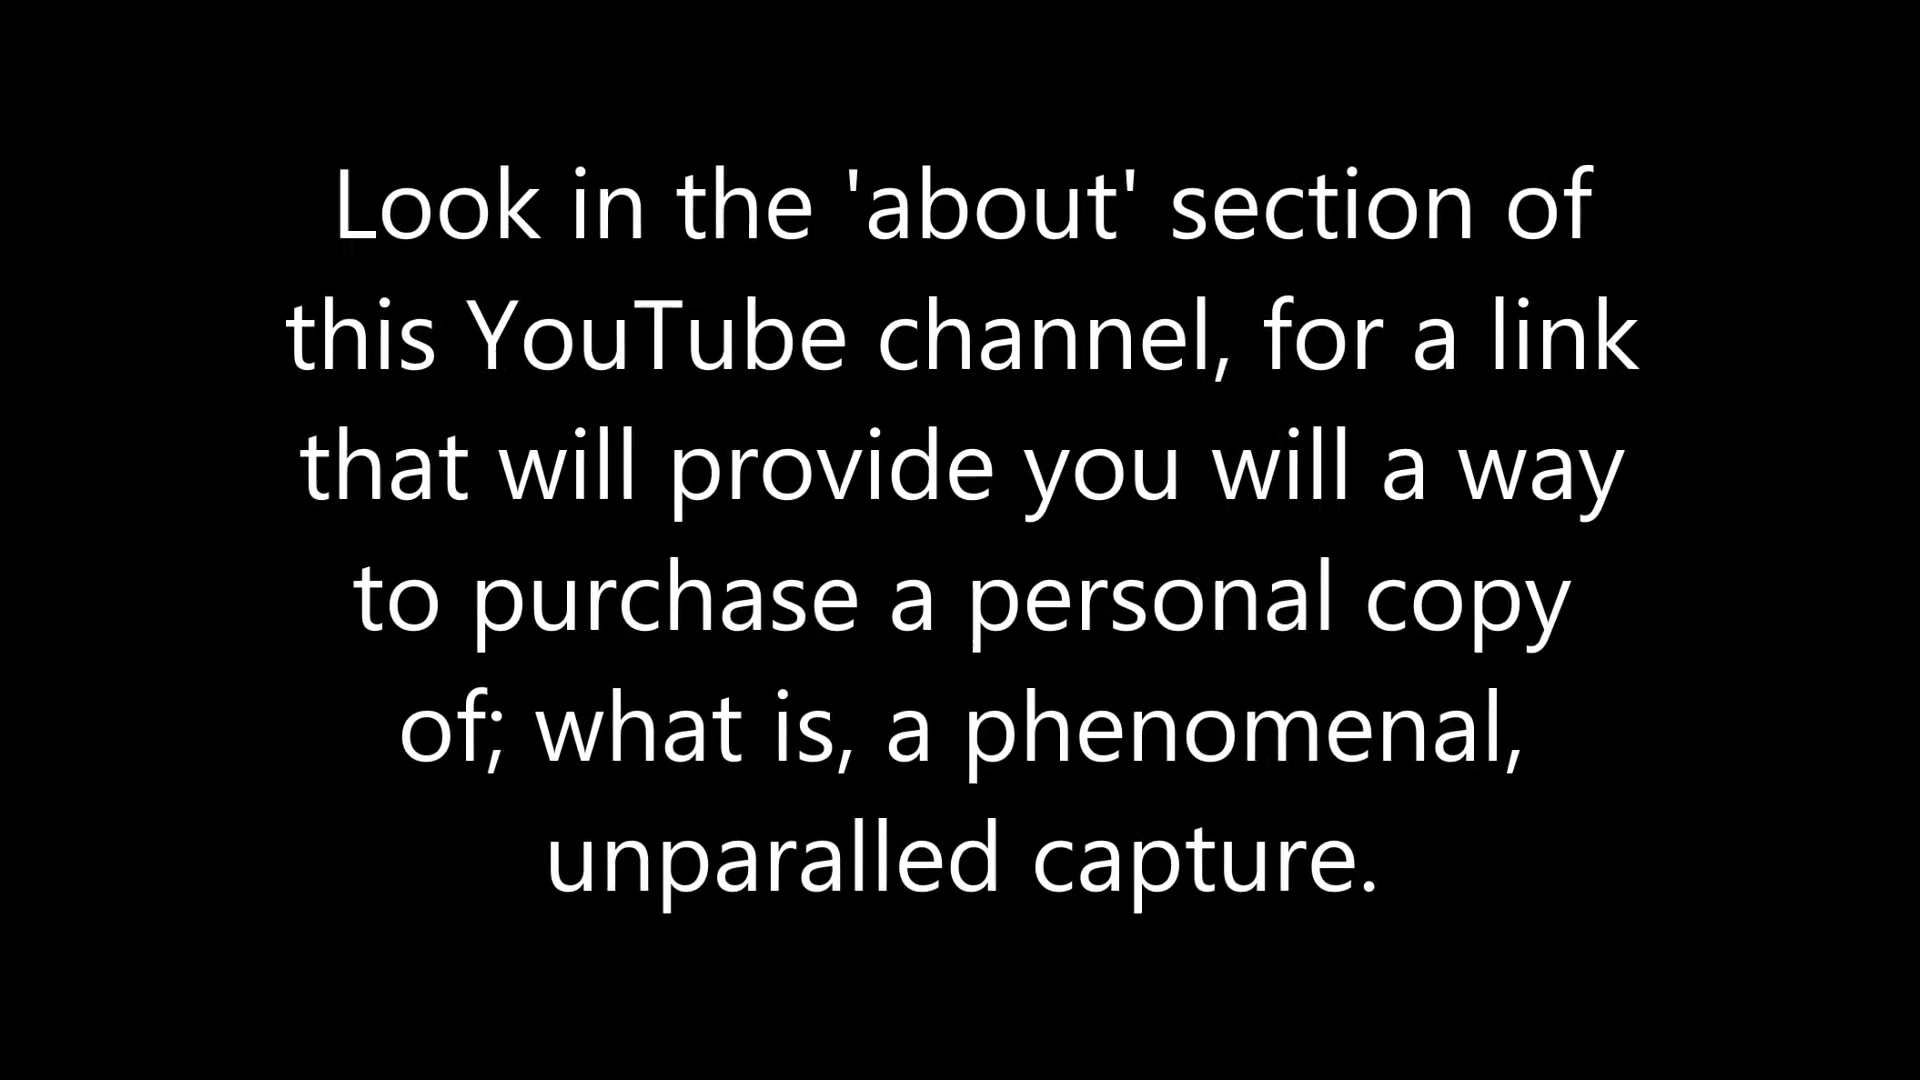 Look in the 'about' section of
this YouTube channel, for a link
that will provide you will a way
to purchase a personal copy
of; what is, a phenomenal,
unparalled capture.